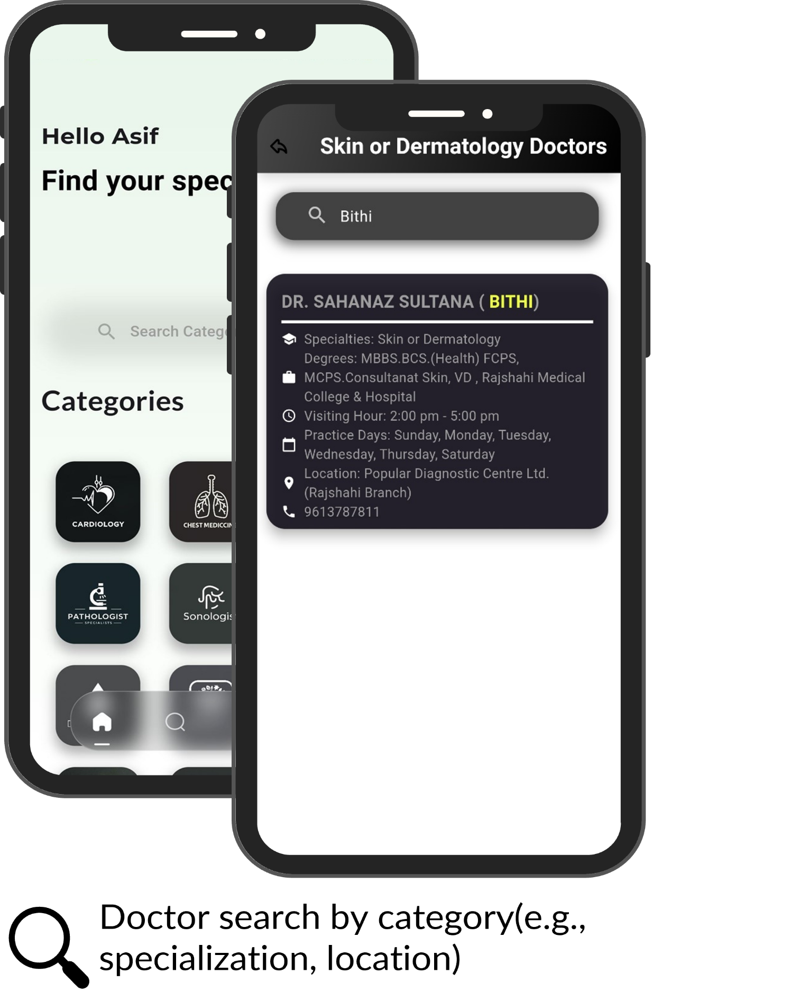 Hello Asif
Find your spec
Search Catego
Categories
CARDIOLOGY
CHEST MEDICCIN
PATHOLOGIST
SPECIALISTS
Sonologis
Skin or Dermatology Doctors
Bithi
DR. SAHANAZ SULTANA ( BITHI)
Specialties: Skin or Dermatology
Degrees: MBBS.BCS.(Health) FCPS,
MCPS.Consultanat Skin, VD , Rajshahi Medical
College & Hospital
Visiting Hour: 2:00 pm - 5:00 pm
Practice Days: Sunday, Monday, Tuesday,
Wednesday, Thursday, Saturday
Location: Popular Diagnostic Centre Ltd.
(Rajshahi Branch)
9613787811
Doctor search by category(e.g.,
specialization, location)